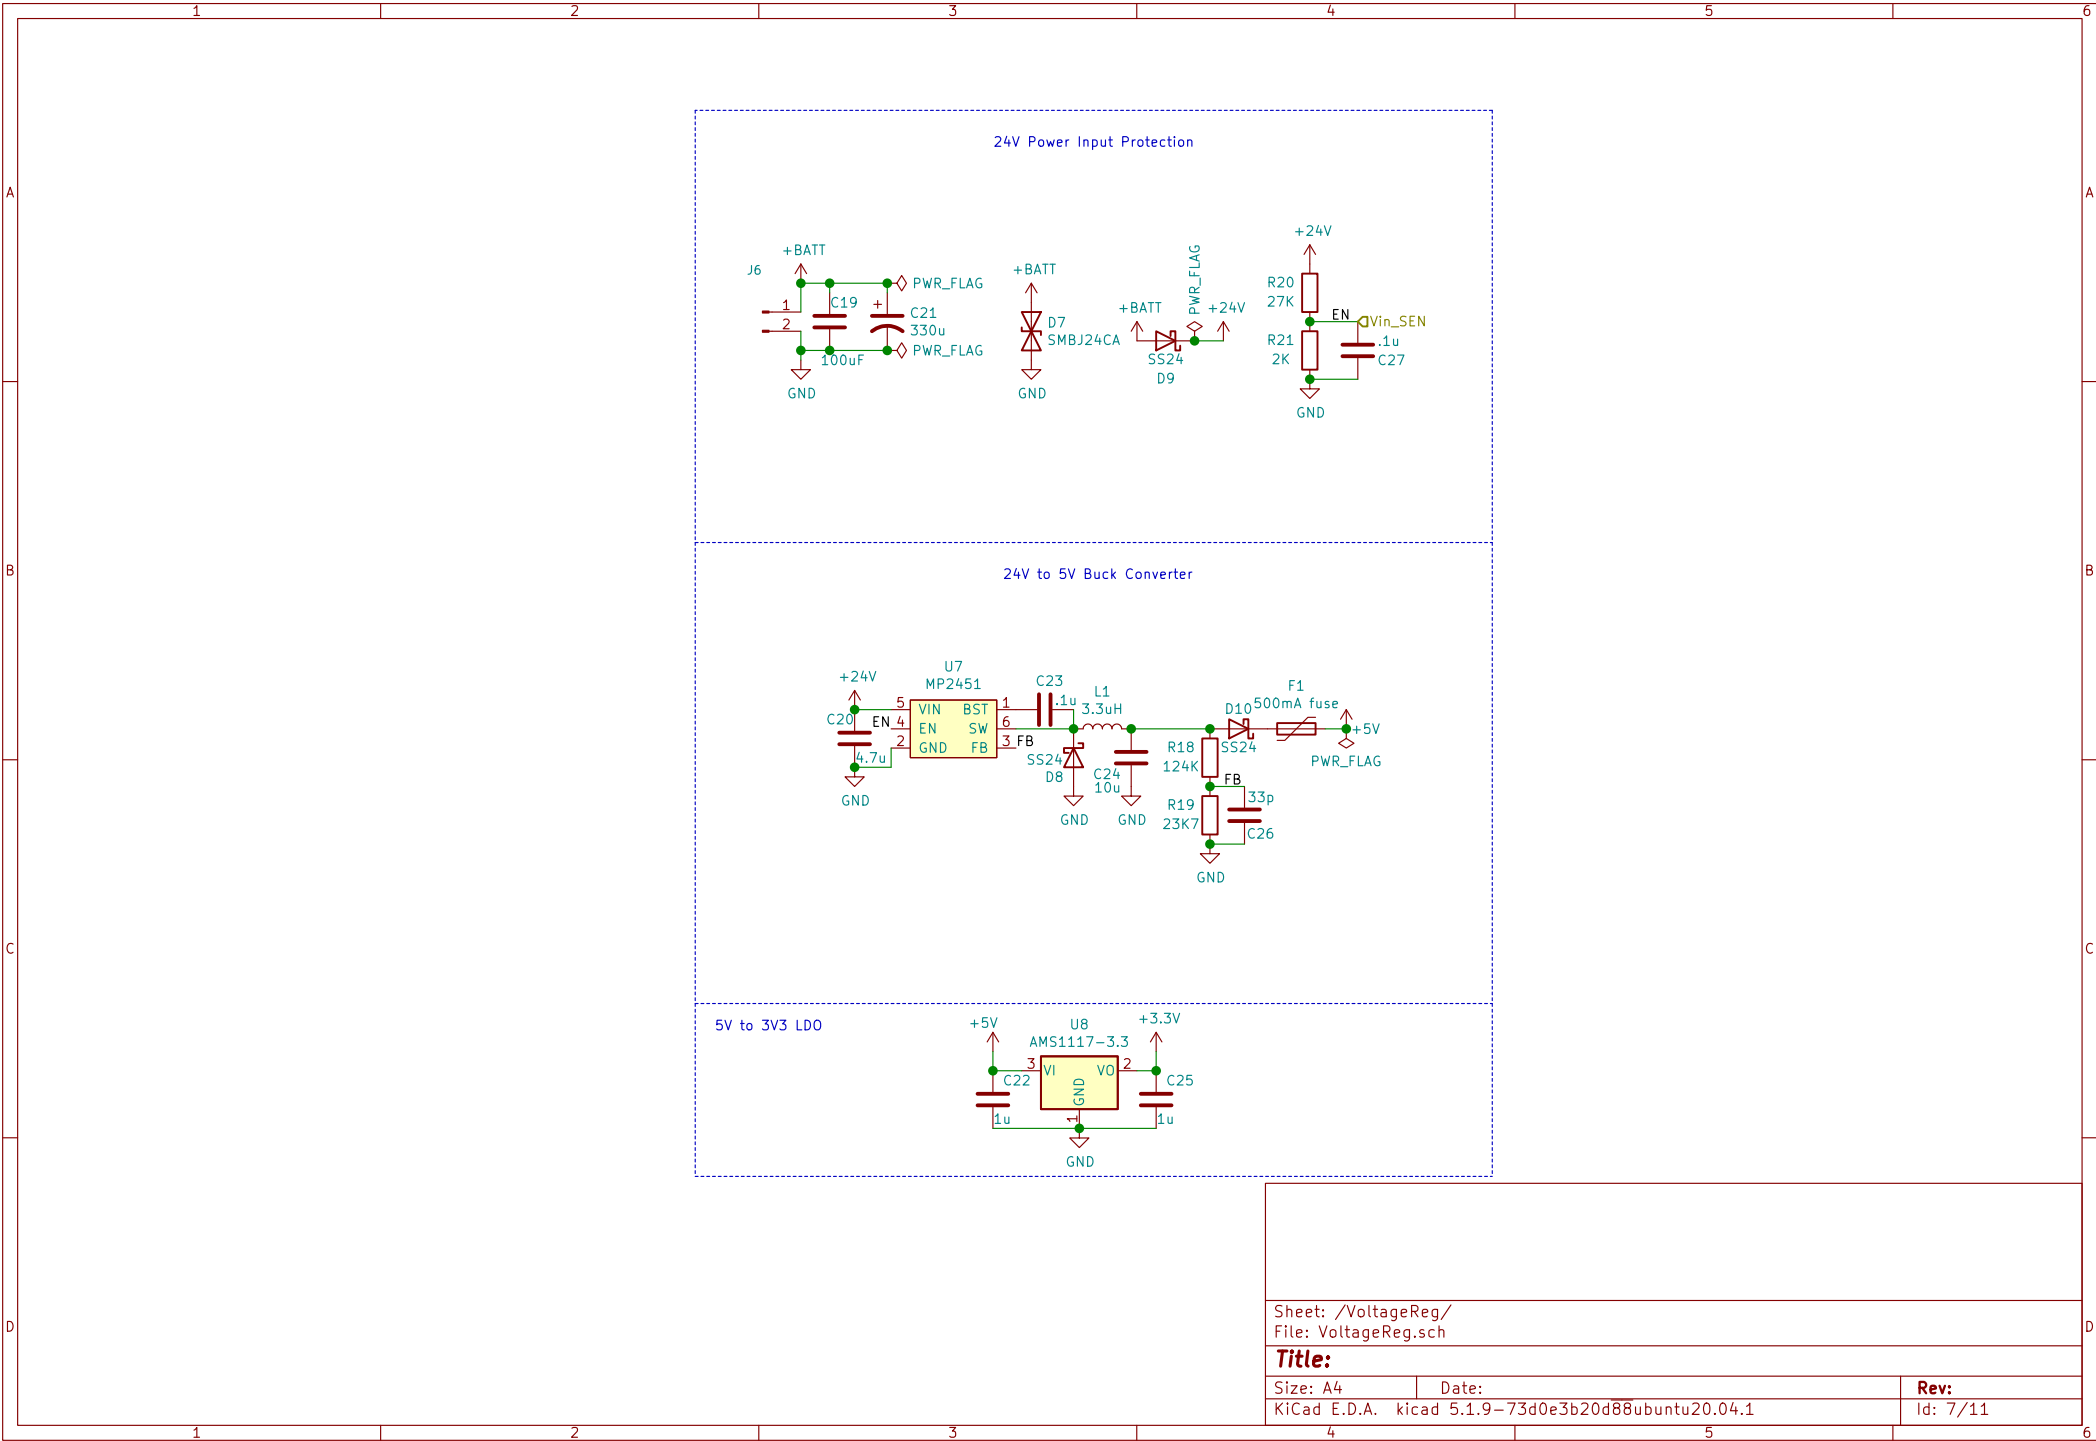 1 2 3 4 5 6
A A
B B
C C
D D
24V Power Input Protection
+BATT
J6
1
2
C19
100uF
+
C21
330u
PWR_FLAG
PWR_FLAG
GND
+BATT
D7
SMBJ24CA
GND
+BATT
PWR_FLAG
+24V
SS24
D9
+24V
R20
27K
EN
Vin_SEN
R21
2K
.1u
C27
GND
24V to 5V Buck Converter
+24V
C20
4.7u
GND
EN
U7
MP2451
5 VIN BST 1
4 EN SW 6
2 GND FB 3
FB
C23
.1u
L1
3.3uH
SS24
D8
GND
C24
10u
GND
R18
124K
FB
R19
23K7
33p
C26
GND
D10
SS24
F1
500mA fuse
+5V
PWR_FLAG
5V to 3V3 LDO
+5V
C22
1u
U8
AMS1117-3.3
3 VI VO 2
GND
1
GND
+3.3V
C25
1u
Sheet: /VoltageReg/
File: VoltageReg.sch
Title:
Size: A4 Date: Rev:
KiCad E.D.A. kicad 5.1.9-73d0e3b20d88ubuntu20.04.1 Id: 7/11
1 2 3 4 5 6